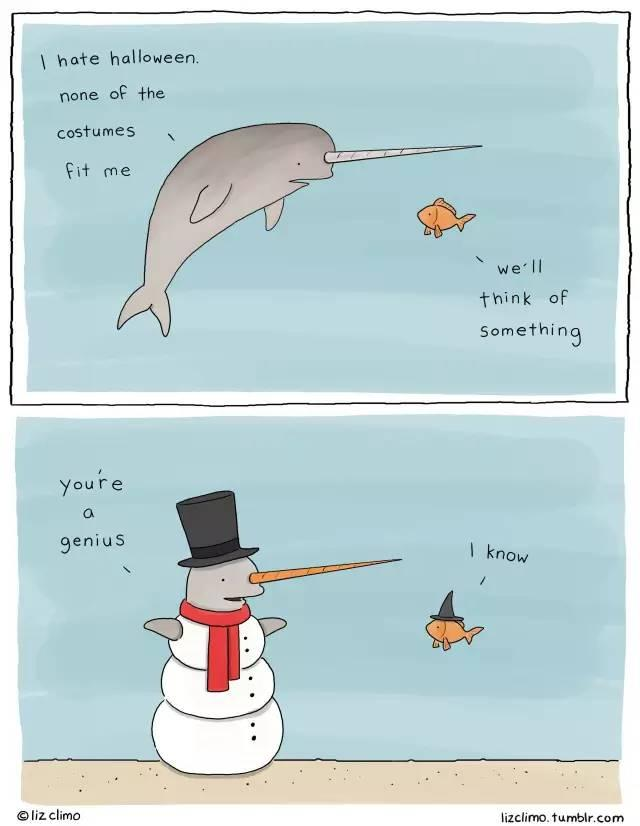 I hate halloween.
none of the
costumes
fit me
we'll
think of
something
you're
a
genius
I know
© liz climo
lizclimo.tumblr.com